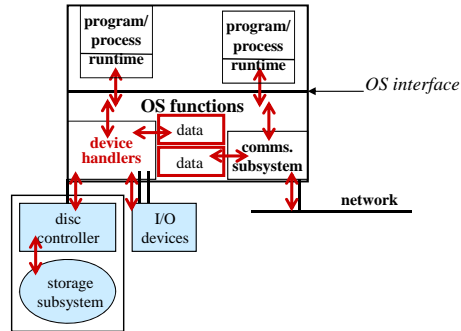 program/
process
runtime
program/
process
runtime
OS interface
OS functions
device
handlers
data
data
comms.
subsystem
network
disc
controller
I/O
devices
storage
subsystem